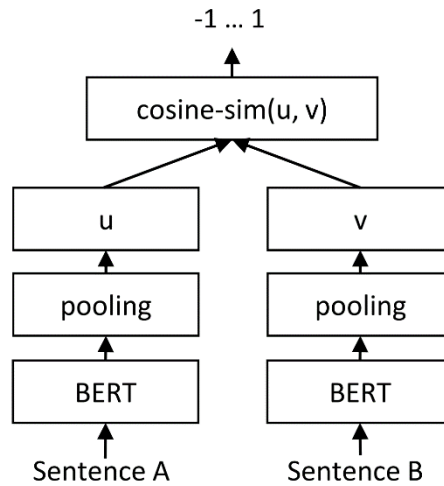 -1 … 1
cosine-sim(u, v)
u
v
pooling
pooling
BERT
BERT
Sentence A
Sentence B